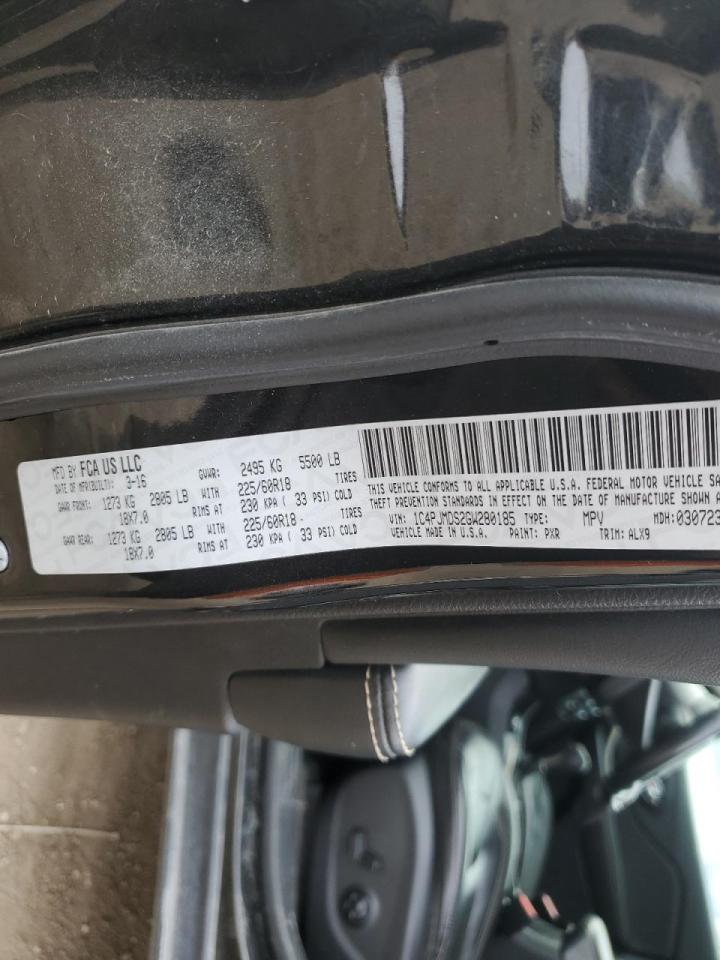 MFD BY FCA US LLC
DATE OF MFR(BUILT): 3-16 GVWR: 2495 KG 5500 LB
GAWR FRONT: 1273 KG 2805 LB WITH 225/60R18 TIRES
18X7.0 RIMS AT 230 KPA ( 33 PSI) COLD
GAWR REAR: 1273 KG 2805 LB WITH 225/60R18 TIRES
18X7.0 RIMS AT 230 KPA ( 33 PSI) COLD
THIS VEHICLE CONFORMS TO ALL APPLICABLE U.S.A. FEDERAL MOTOR VEHICLE SA
THEFT PREVENTION STANDARDS IN EFFECT ON THE DATE OF MANUFACTURE SHOWN
VIN: 1C4PJMDS2GW280185 TYPE: MPV MDH:030723
VEHICLE MADE IN U.S.A. PAINT: PXR TRIM: ALX9